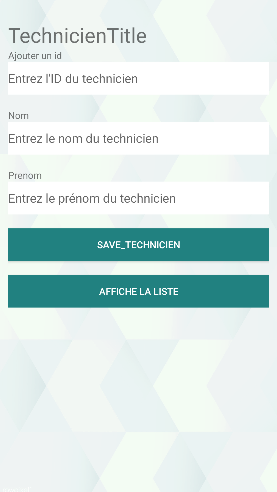 TechnicienTitle
Ajouter un id
Entrez l'ID du technicien
Nom
Entrez le nom du technicien
Prenom
Entrez le prénom du technicien
SAVE_TECHNICIEN
AFFICHE LA LISTE